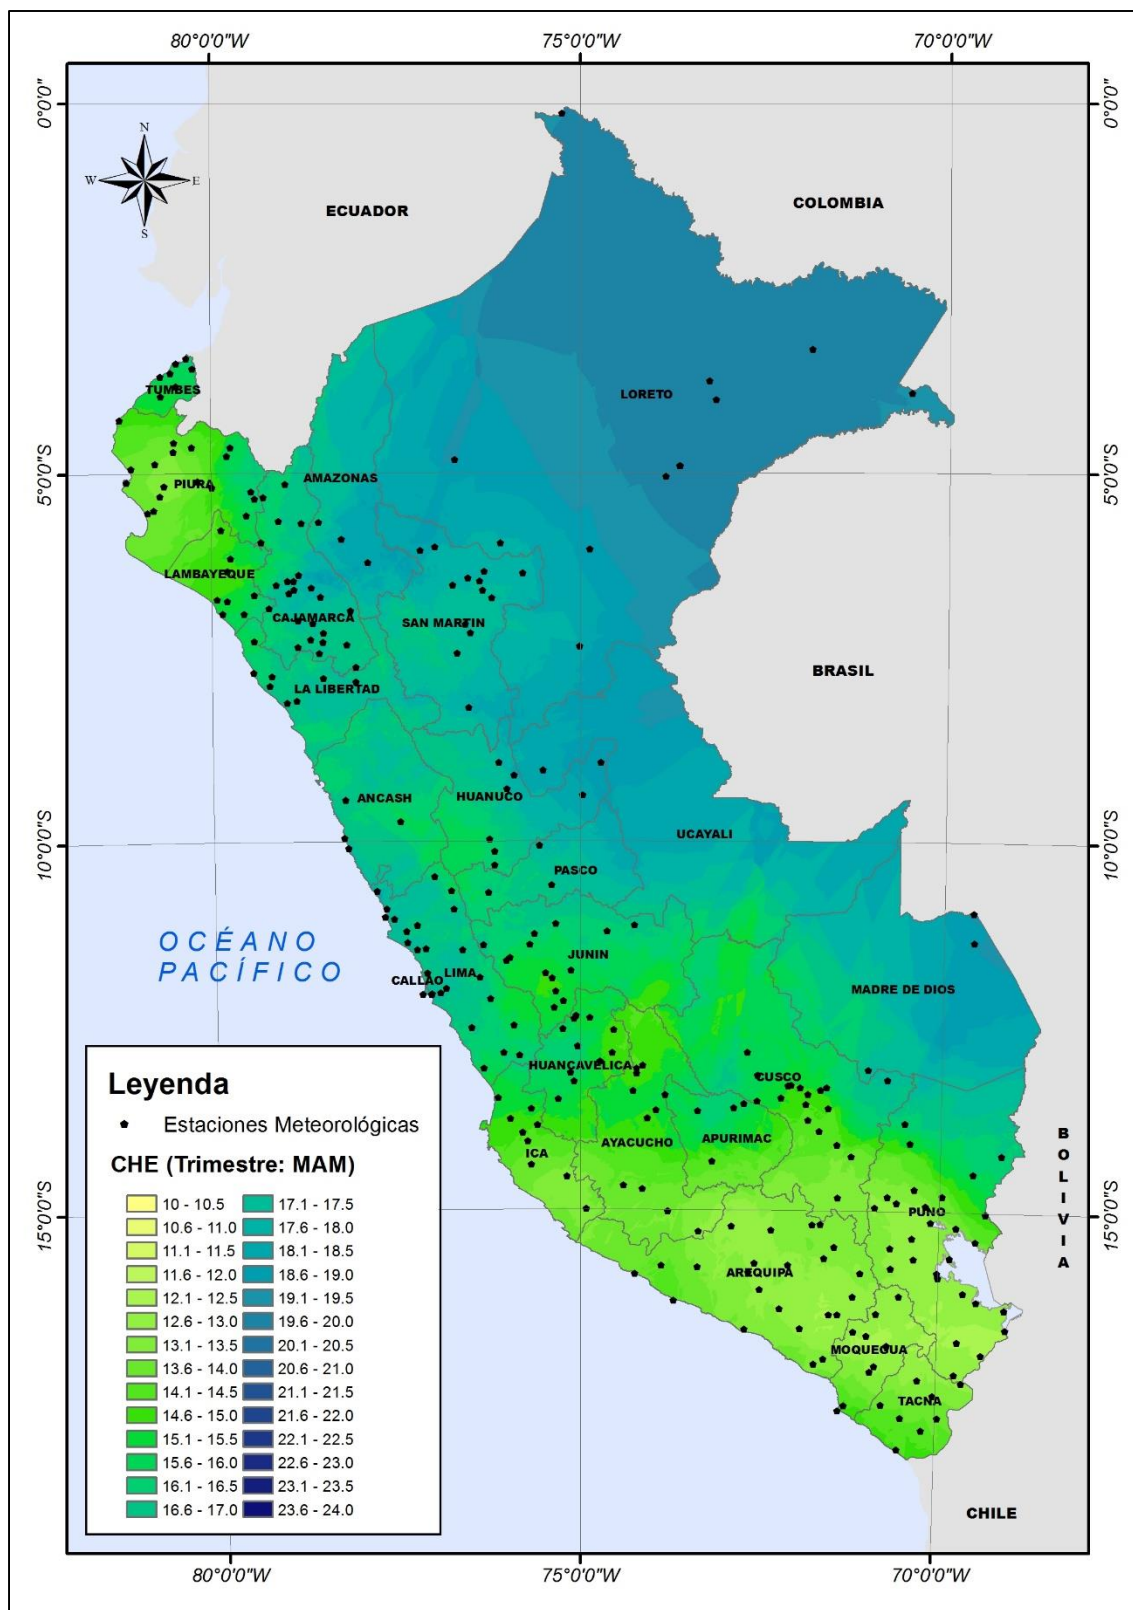 80°0'0"W
75°0'0"W
70°0'0"W
0°0'0"
0°0'0"
N
W
E
S
ECUADOR
COLOMBIA
TUMBES
LORETO
5°0'0"S
5°0'0"S
PIURA
AMAZONAS
LAMBAYEQUE
CAJAMARCA
SAN MARTIN
BRASIL
LA LIBERTAD
ANCASH
HUANUCO
UCAYALI
10°0'0"S
10°0'0"S
PASCO
OCÉANO
PACÍFICO
JUNIN
LIMA
CALLAO
MADRE DE DIOS
HUANCAVELICA
CUSCO
AYACUCHO
APURIMAC
ICA
BOLIVIA
15°0'0"S
15°0'0"S
PUNO
AREQUIPA
MOQUEGUA
TACNA
CHILE
Leyenda
Estaciones Meteorológicas
CHE (Trimestre: MAM)
10 - 10.5
10.6 - 11.0
11.1 - 11.5
11.6 - 12.0
12.1 - 12.5
12.6 - 13.0
13.1 - 13.5
13.6 - 14.0
14.1 - 14.5
14.6 - 15.0
15.1 - 15.5
15.6 - 16.0
16.1 - 16.5
16.6 - 17.0
17.1 - 17.5
17.6 - 18.0
18.1 - 18.5
18.6 - 19.0
19.1 - 19.5
19.6 - 20.0
20.1 - 20.5
20.6 - 21.0
21.1 - 21.5
21.6 - 22.0
22.1 - 22.5
22.6 - 23.0
23.1 - 23.5
23.6 - 24.0
80°0'0"W
75°0'0"W
70°0'0"W